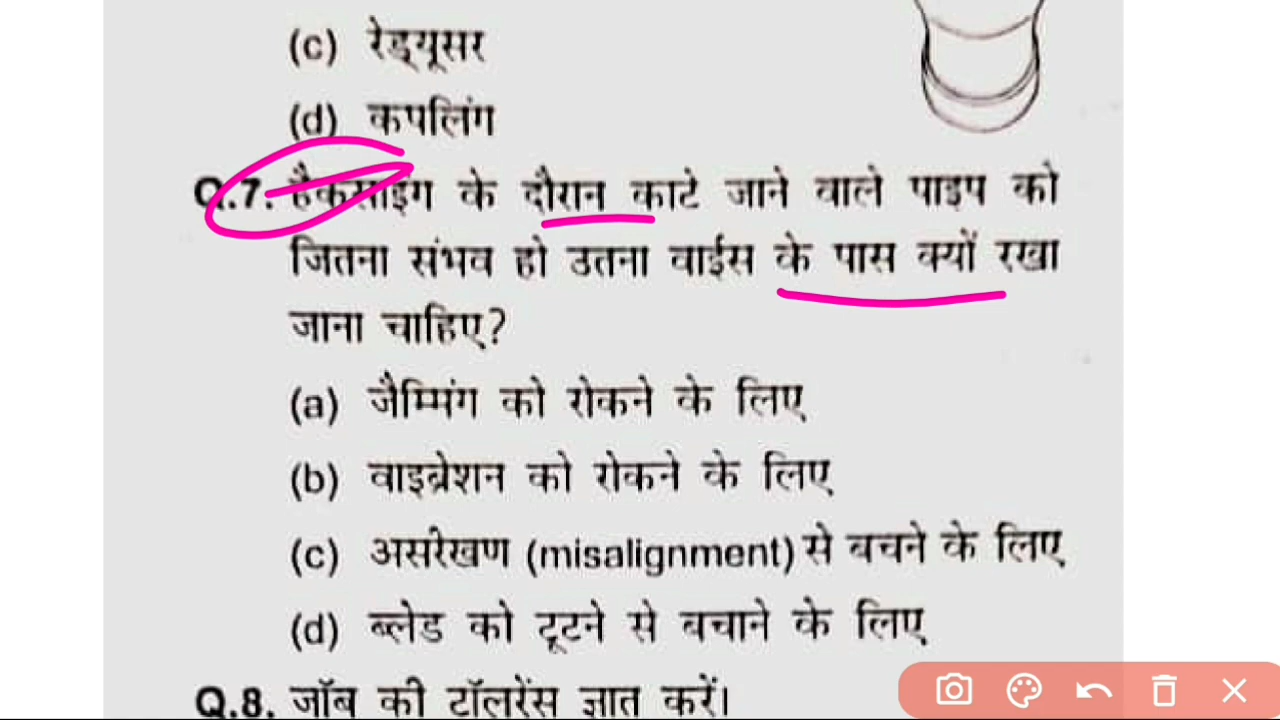 (c) रेड्यूसर
(d) कपलिंग
Q.7. हैकसाइंग के दौरान काटे जाने वाले पाइप को
जितना संभव हो उतना वाईस के पास क्यों रखा
जाना चाहिए?
(a) जैम्मिंग को रोकने के लिए
(b) वाइब्रेशन को रोकने के लिए
(c) असरेखण (misalignment) से बचने के लिए
(d) ब्लेड को टूटने से बचाने के लिए
Q.8. जॉब की टॉलरेंस ज्ञात करें।